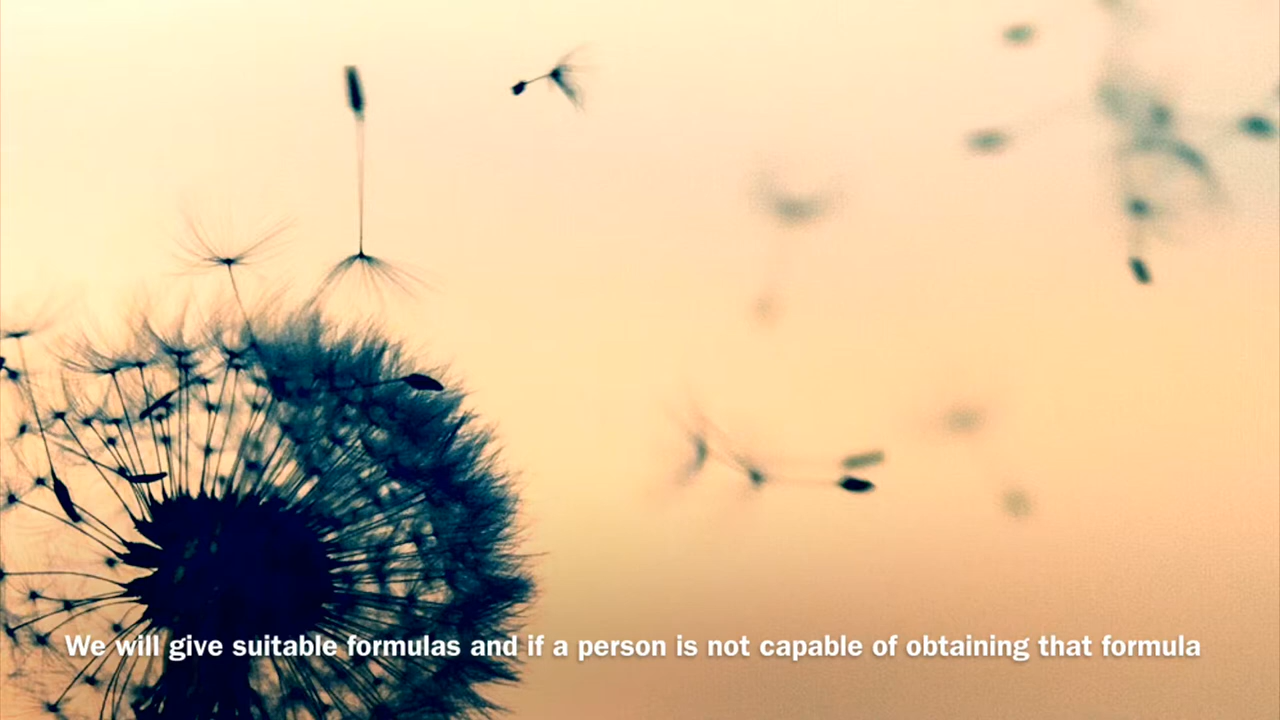 We will give suitable formulas and if a person is not capable of obtaining that formula